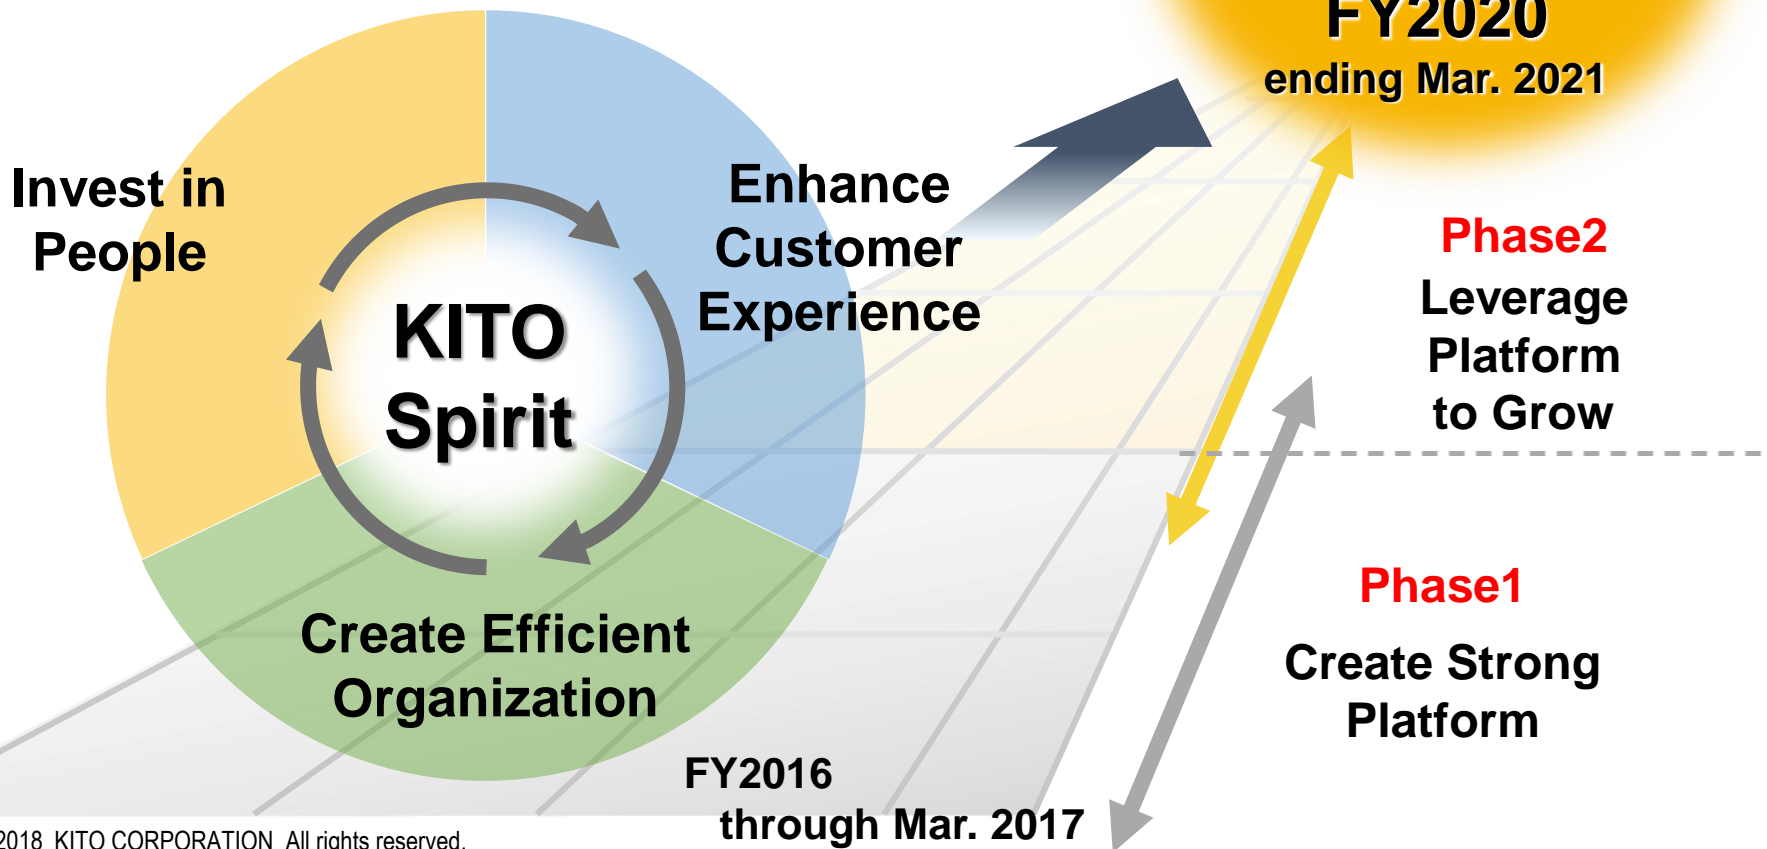 FY2020
ending Mar. 2021
Invest in
People
Enhance
Customer
Experience
KITO
Spirit
Create Efficient
Organization
Phase2
Leverage
Platform
to Grow
Phase1
Create Strong
Platform
FY2016
through Mar. 2017
2018 KITO CORPORATION All rights reserved.